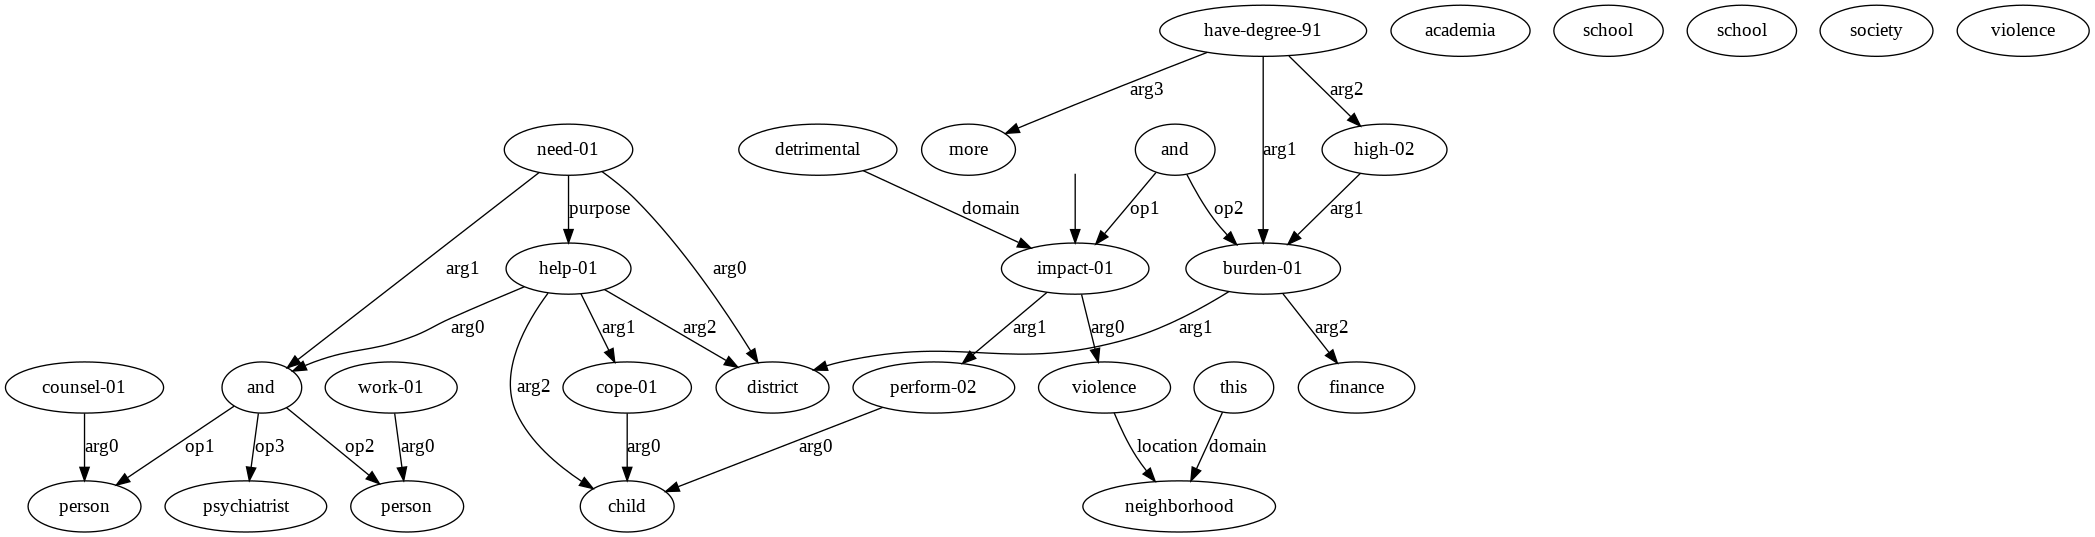 have-degree-91 academia school school society violence
arg3 arg1 arg2
need-01 detrimental more and high-02
purpose domain op1 op2 arg1
arg1 arg0
help-01 impact-01 burden-01
arg0 arg2 arg1 arg2 arg1 arg0 arg1 arg2
counsel-01 and work-01 cope-01 district perform-02 violence this finance
arg0 op1 op3 op2 arg0 arg0 arg0 location domain
person psychiatrist person child neighborhood